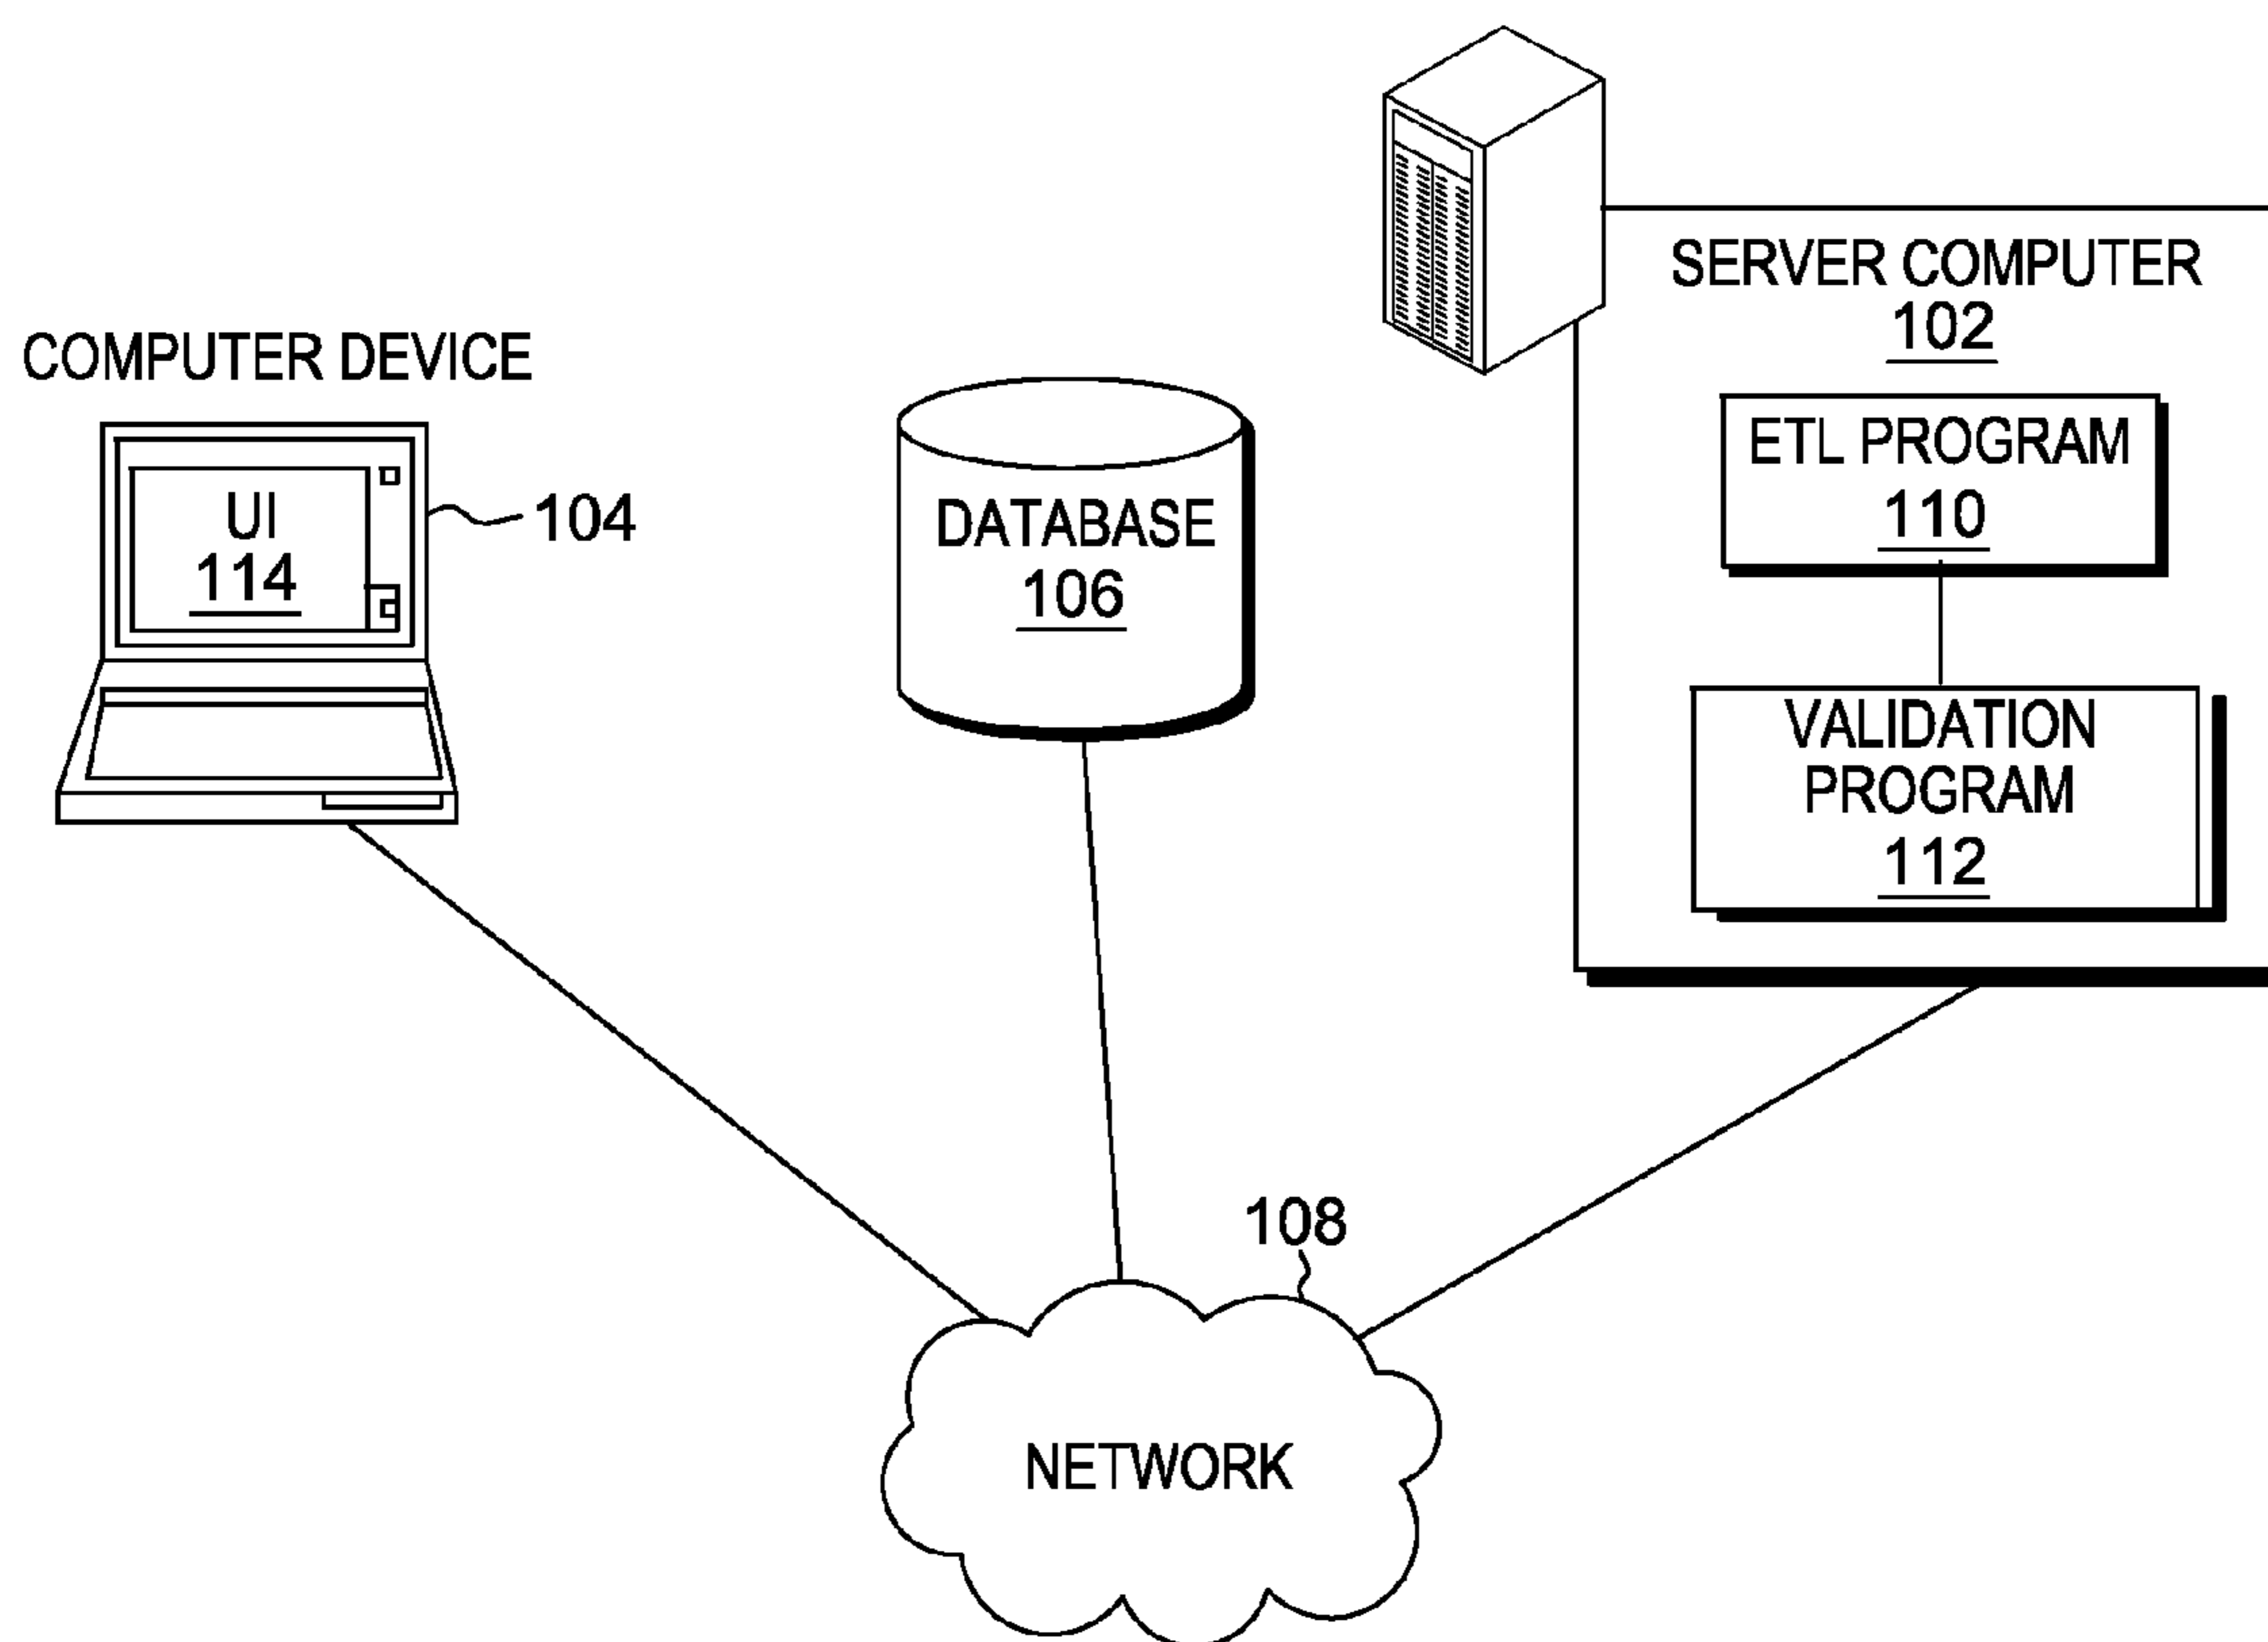 COMPUTER DEVICE
UI
114
104
DATABASE
106
SERVER COMPUTER
102
ETL PROGRAM
110
VALIDATION
PROGRAM
112
108
NETWORK